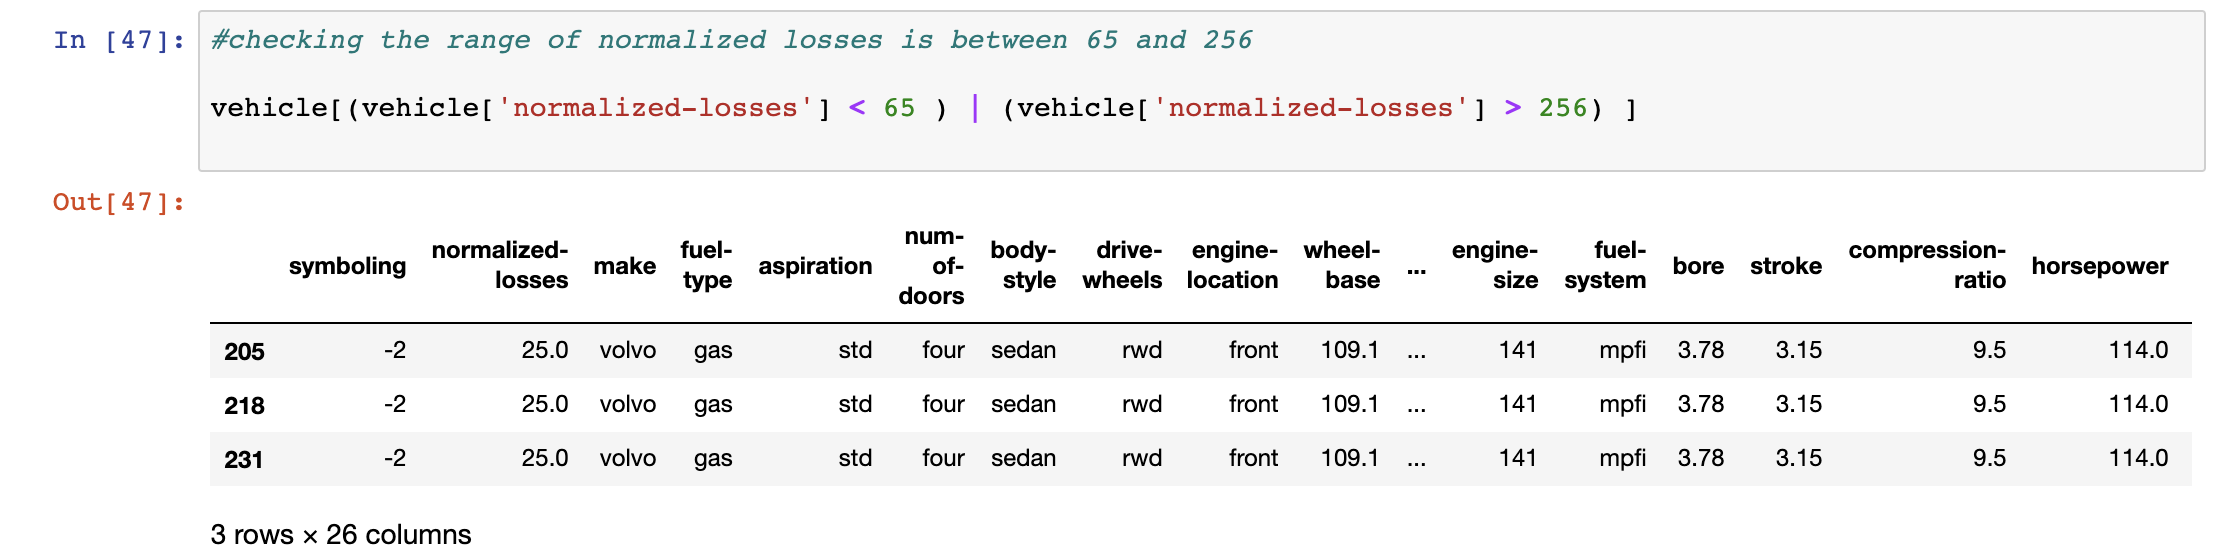 In [47]: #checking the range of normalized losses is between 65 and 256
vehicle[(vehicle['normalized-losses'] < 65 ) | (vehicle['normalized-losses'] > 256) ]
Out[47]:
symboling normalized-losses make fuel-type aspiration num-of-doors body-style drive-wheels engine-location wheel-base ... engine-size fuel-system bore stroke compression-ratio horsepower
205 -2 25.0 volvo gas std four sedan rwd front 109.1 ... 141 mpfi 3.78 3.15 9.5 114.0
218 -2 25.0 volvo gas std four sedan rwd front 109.1 ... 141 mpfi 3.78 3.15 9.5 114.0
231 -2 25.0 volvo gas std four sedan rwd front 109.1 ... 141 mpfi 3.78 3.15 9.5 114.0
3 rows × 26 columns